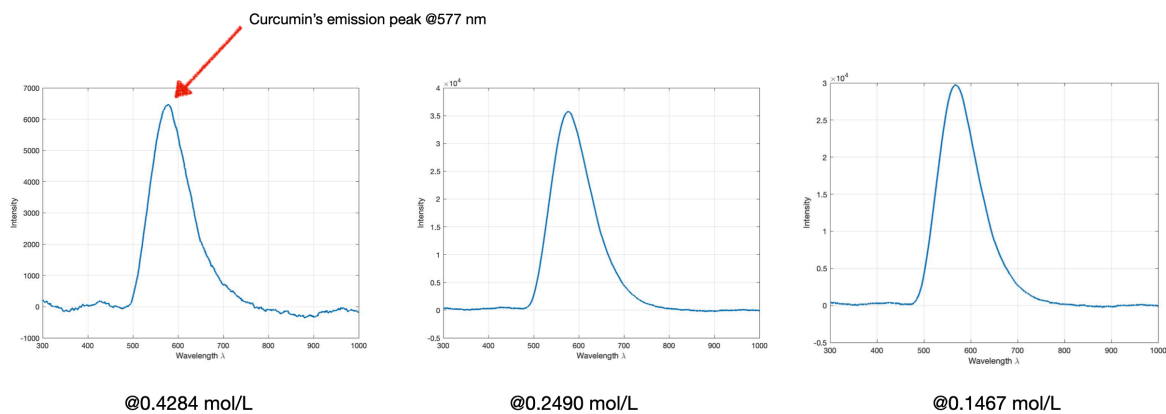 Curcumin's emission peak @577 nm
7000
6000
5000
4000
3000
2000
1000
0
-1000
Intensity
300 400 500 600 700 800 900 1000
Wavelength λ
×10⁴
4
3.5
3
2.5
2
1.5
1
0.5
0
-0.5
Intensity
300 400 500 600 700 800 900 1000
Wavelength λ
×10⁴
3
2.5
2
1.5
1
0.5
0
-0.5
Intensity
300 400 500 600 700 800 900 1000
Wavelength λ
@0.4284 mol/L
@0.2490 mol/L
@0.1467 mol/L